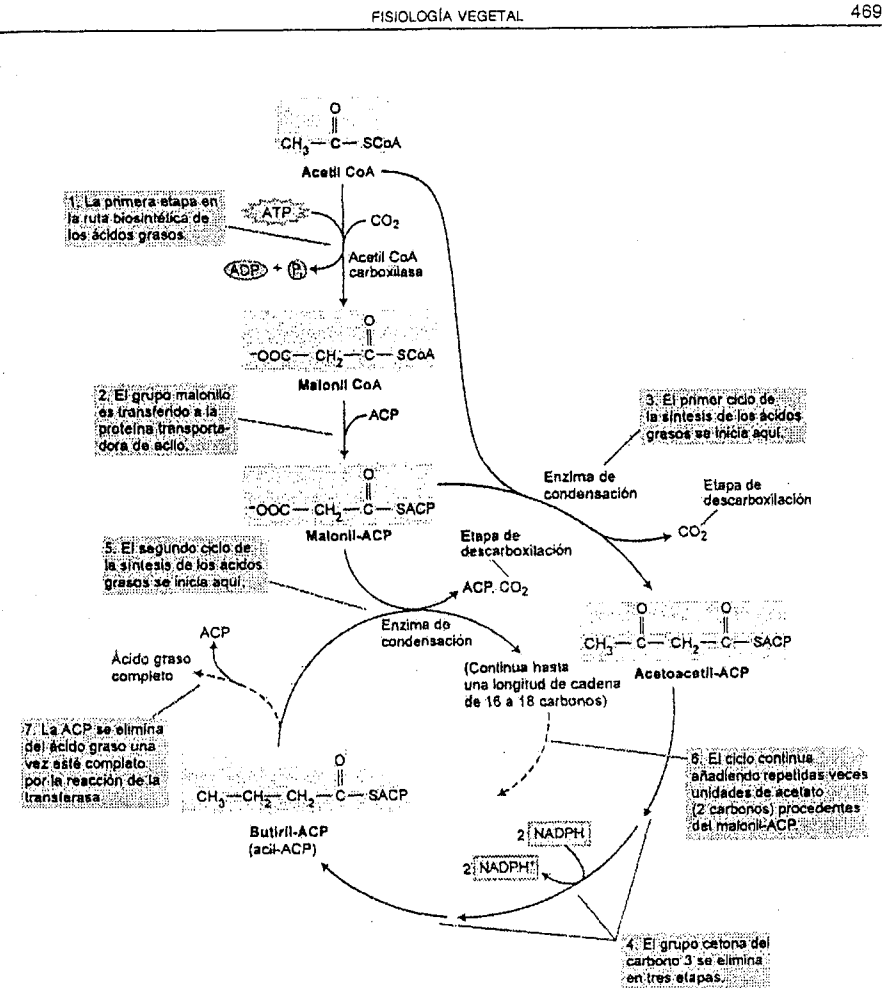 FISIOLOGÍA VEGETAL
469
O
||
CH3—C—SCoA
Acetil CoA
1. La primera etapa en
la ruta biosintética de
los ácidos grasos.
ATP
CO2
ADP + Pi
Acetil CoA
carboxilasa
O
||
-OOC—CH2—C—SCoA
Malonil CoA
2. El grupo malonilo
es transferido a la
proteína transporta-
dora de acilo.
ACP
3. El primer ciclo de
la síntesis de los ácidos
grasos se inicia aquí.
O
||
-OOC—CH2—C—SACP
Malonil-ACP
Enzima de
condensación
Etapa de
descarboxilación
CO2
5. El segundo ciclo de
la síntesis de los ácidos
grasos se inicia aquí.
Etapa de
descarboxilación
ACP. CO2
Enzima de
condensación
O O
|| ||
CH3—C—CH2—C—SACP
Acetoacetil-ACP
ACP
Ácido graso
completo
(Continua hasta
una longitud de cadena
de 16 a 18 carbonos)
7. La ACP se elimina
del ácido graso una
vez esté completo
por la reacción de la
transferasa
6. El ciclo continua
añadiendo repetidas veces
unidades de acetato
(2 carbonos) procedentes
del malonil-ACP.
O
||
CH3—CH2—CH2—C—SACP
Butiril-ACP
(acil-ACP)
2 NADPH
2 NADPH+
4. El grupo cetona del
carbono 3 se elimina
en tres etapas.